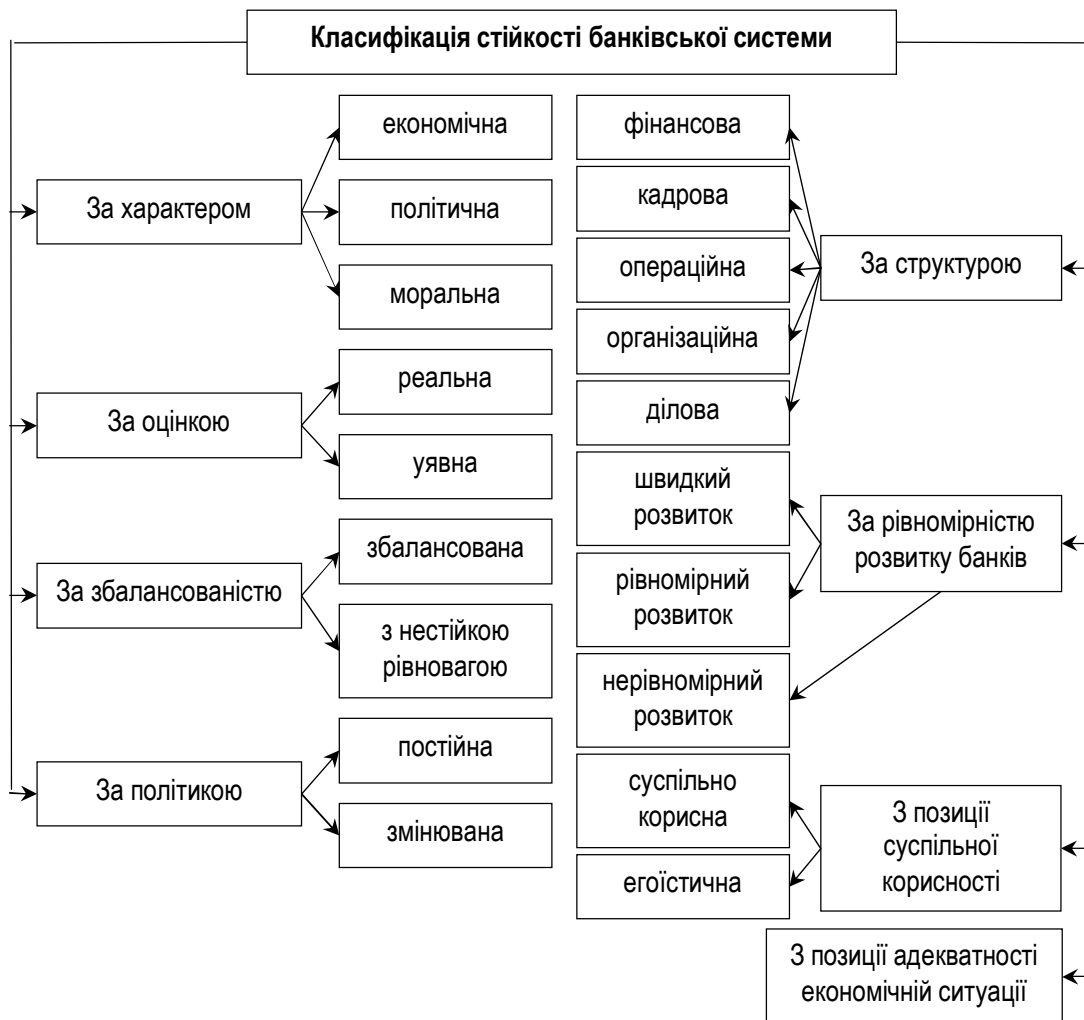 Класифікація стійкості банківської системи
За характером
економічна
політична
моральна
За оцінкою
реальна
уявна
За збалансованістю
збалансована
з нестійкою
рівновагою
За політикою
постійна
змінювана
фінансова
кадрова
операційна
організаційна
ділова
За структурою
швидкий
розвиток
рівномірний
розвиток
нерівномірний
розвиток
За рівномірністю
розвитку банків
суспільно
корисна
егоїстична
З позиції
суспільної
корисності
З позиції адекватності
економічній ситуації